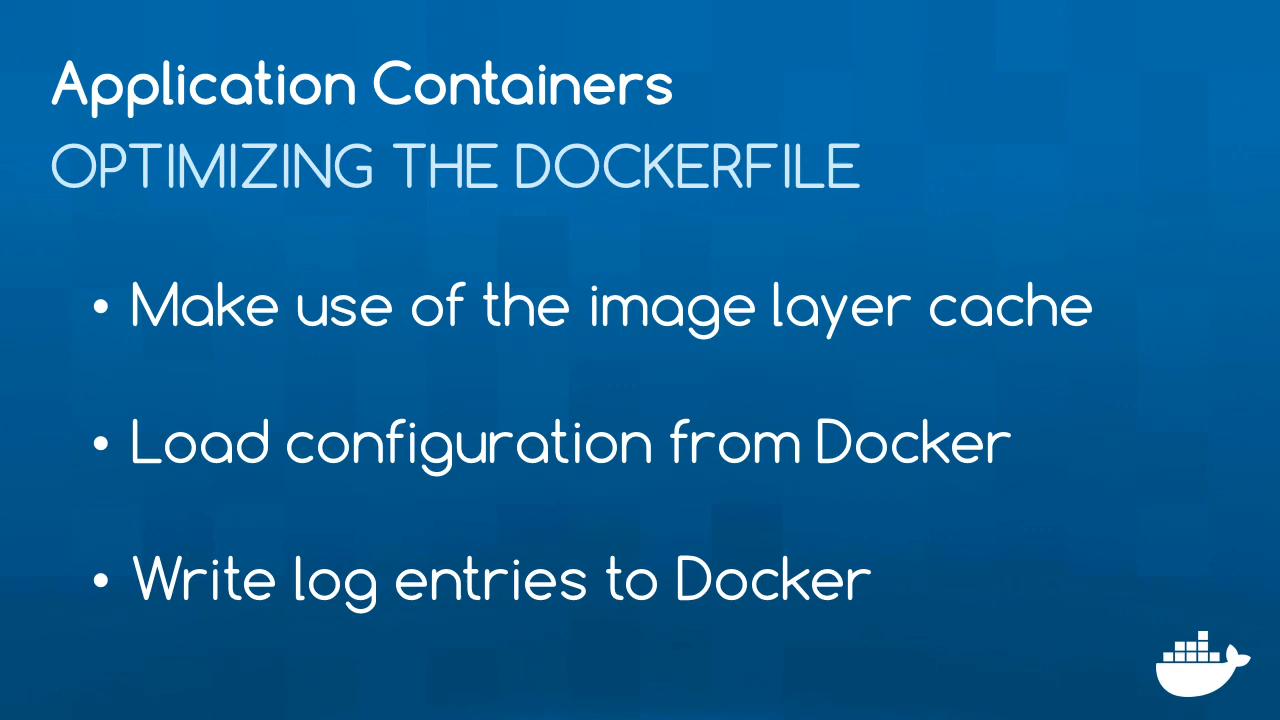 Application Containers
OPTIMIZING THE DOCKERFILE
• Make use of the image layer cache
• Load configuration from Docker
• Write log entries to Docker